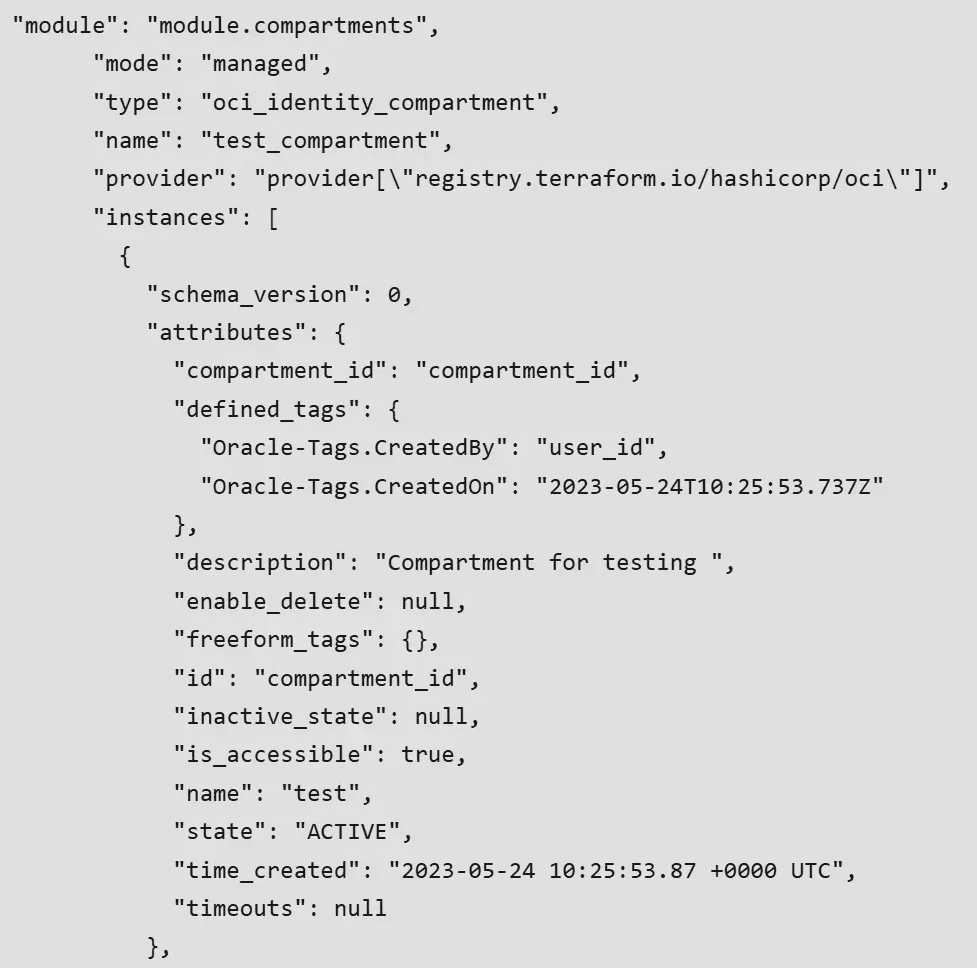 "module": "module.compartments",
"mode": "managed",
"type": "oci_identity_compartment",
"name": "test_compartment",
"provider": "provider[\"registry.terraform.io/hashicorp/oci\"]",
"instances": [
{
"schema_version": 0,
"attributes": {
"compartment_id": "compartment_id",
"defined_tags": {
"Oracle-Tags.CreatedBy": "user_id",
"Oracle-Tags.CreatedOn": "2023-05-24T10:25:53.737Z"
},
"description": "Compartment for testing ",
"enable_delete": null,
"freeform_tags": {},
"id": "compartment_id",
"inactive_state": null,
"is_accessible": true,
"name": "test",
"state": "ACTIVE",
"time_created": "2023-05-24 10:25:53.87 +0000 UTC",
"timeouts": null
},